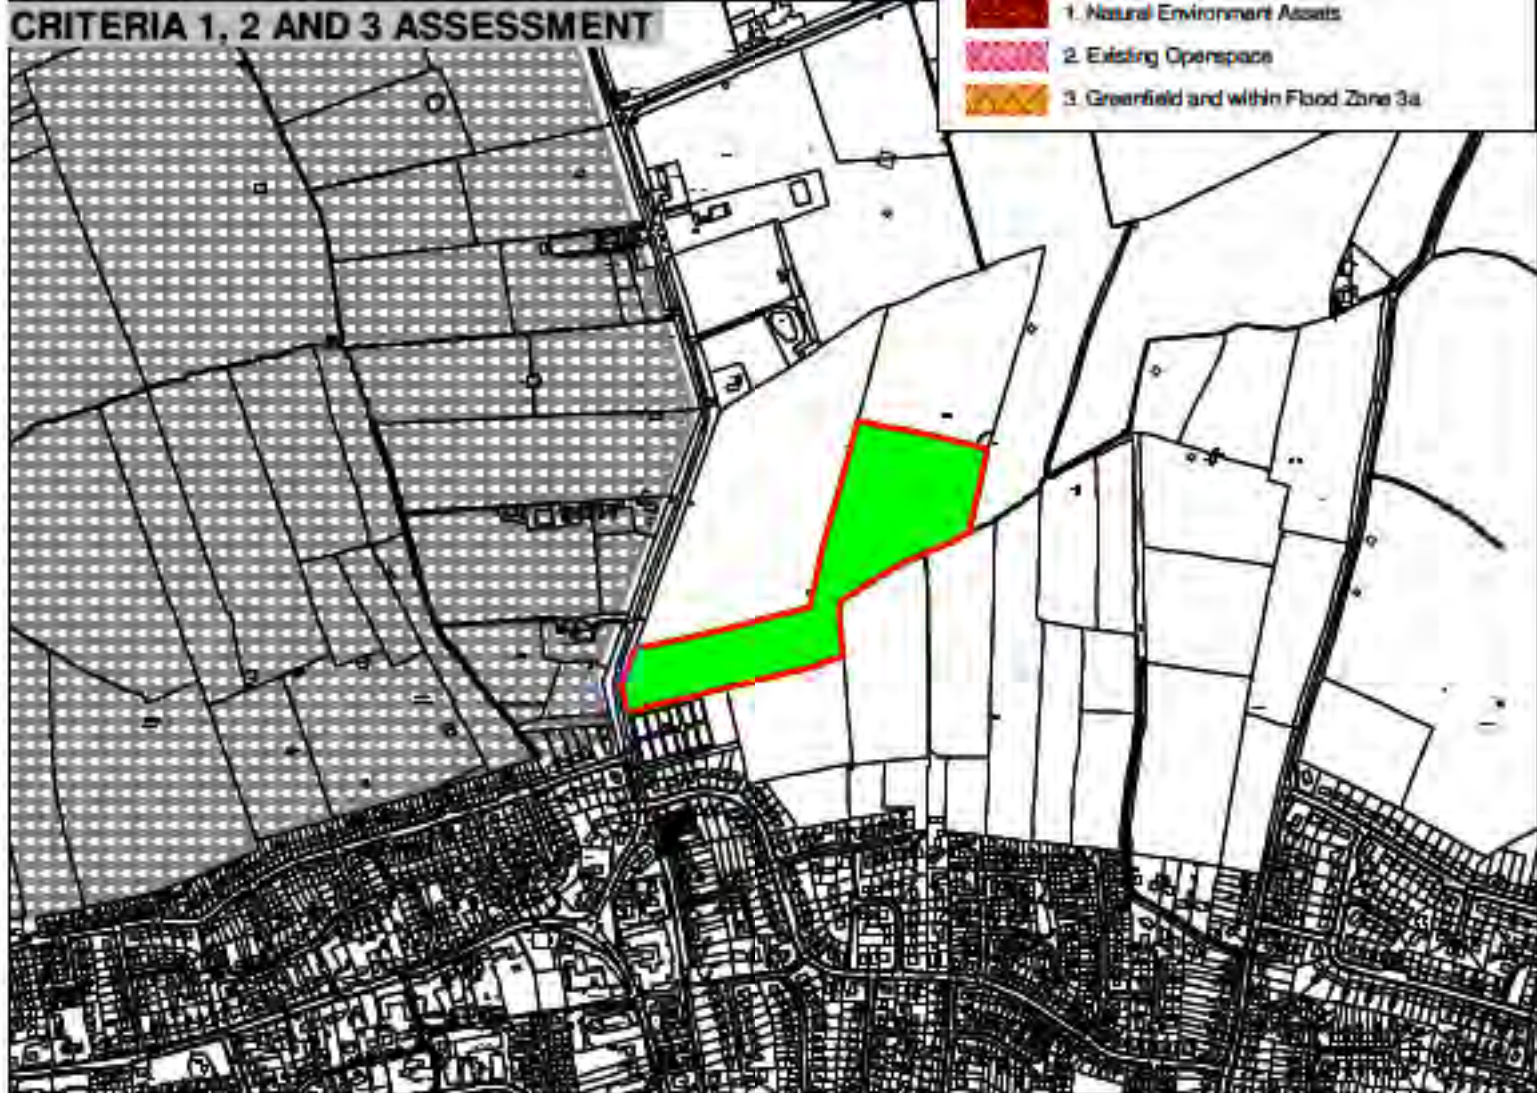 CRITERIA 1, 2 AND 3 ASSESSMENT
1. Natural Environment Assets
2. Existing Openspace
3. Greenfield and within Flood Zone 3a